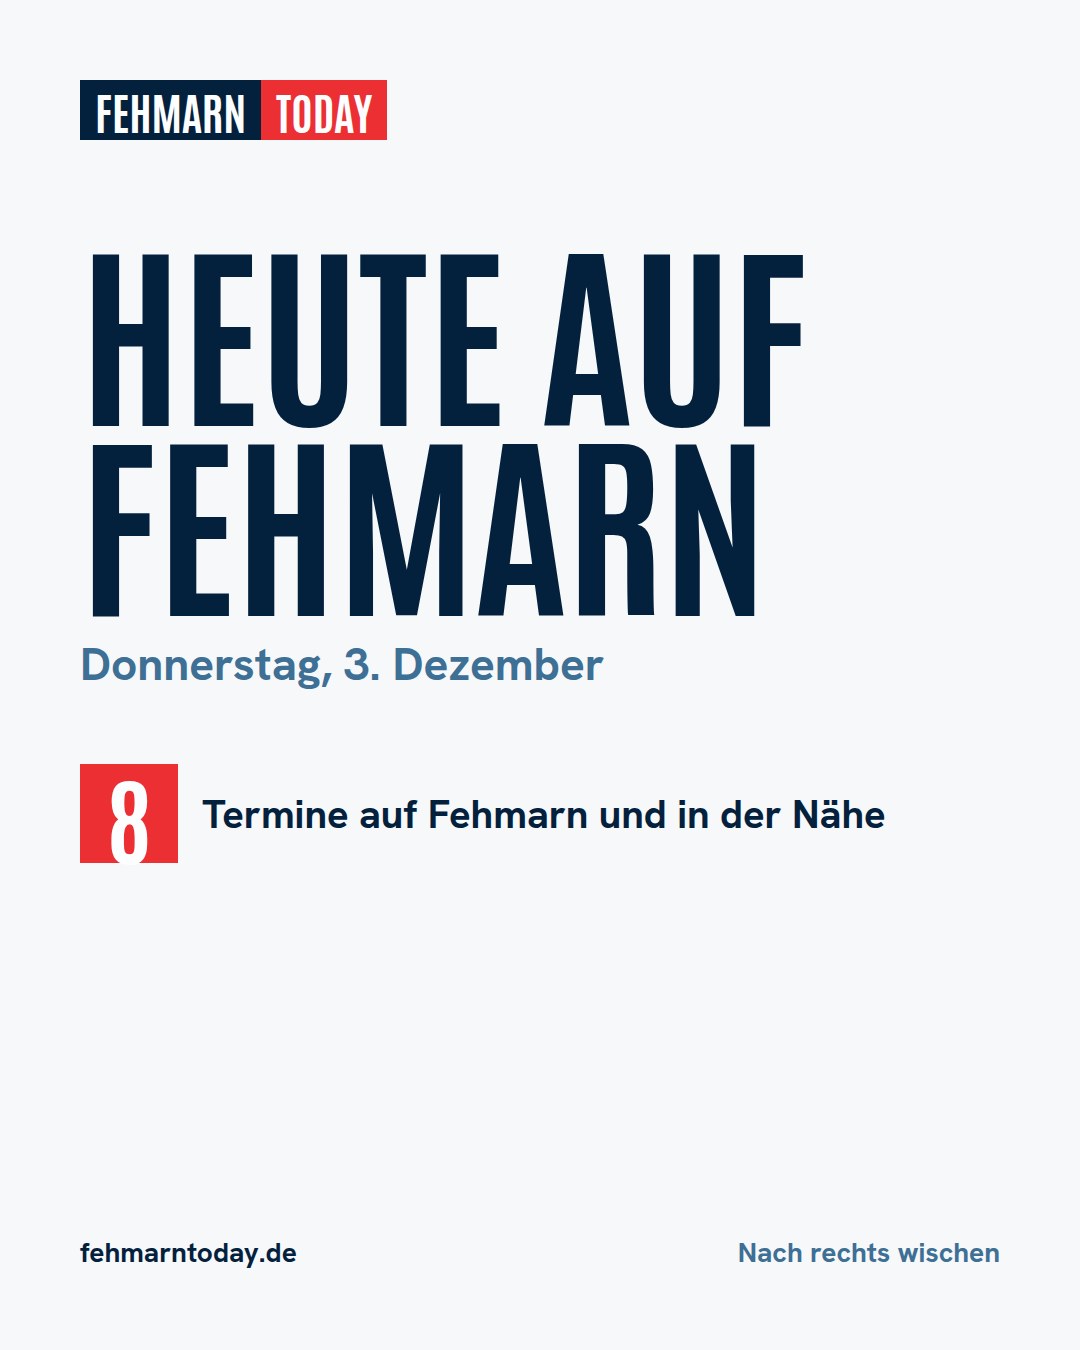 FEHMARN TODAY
HEUTE AUF
FEHMARN
Donnerstag, 3. Dezember
8 Termine auf Fehmarn und in der Nähe
fehmarntoday.de
Nach rechts wischen